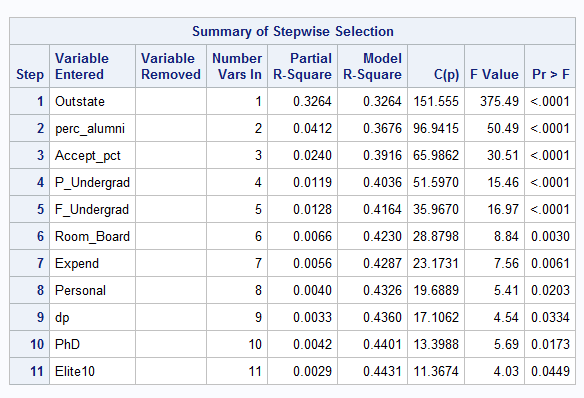 Summary of Stepwise Selection
Step Variable Entered Variable Removed Number Vars In Partial R-Square Model R-Square C(p) F Value Pr > F
1 Outstate 1 0.3264 0.3264 151.555 375.49 <.0001
2 perc_alumni 2 0.0412 0.3676 96.9415 50.49 <.0001
3 Accept_pct 3 0.0240 0.3916 65.9862 30.51 <.0001
4 P_Undergrad 4 0.0119 0.4036 51.5970 15.46 <.0001
5 F_Undergrad 5 0.0128 0.4164 35.9670 16.97 <.0001
6 Room_Board 6 0.0066 0.4230 28.8798 8.84 0.0030
7 Expend 7 0.0056 0.4287 23.1731 7.56 0.0061
8 Personal 8 0.0040 0.4326 19.6889 5.41 0.0203
9 dp 9 0.0033 0.4360 17.1062 4.54 0.0334
10 PhD 10 0.0042 0.4401 13.3988 5.69 0.0173
11 Elite10 11 0.0029 0.4431 11.3674 4.03 0.0449